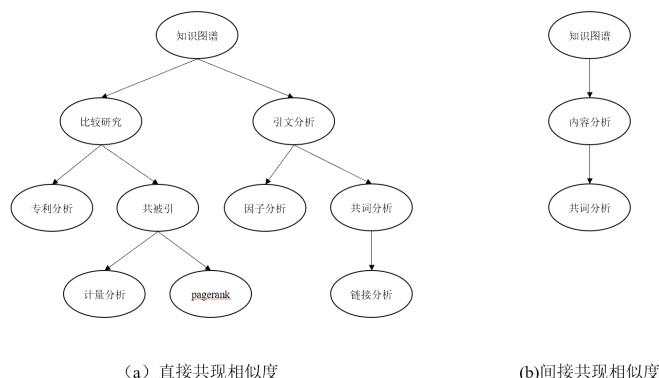 知识图谱
知识图谱
比较研究
引文分析
内容分析
专利分析
共被引
因子分析
共词分析
共词分析
计量分析
pagerank
链接分析
（a）直接共现相似度
(b)间接共现相似度